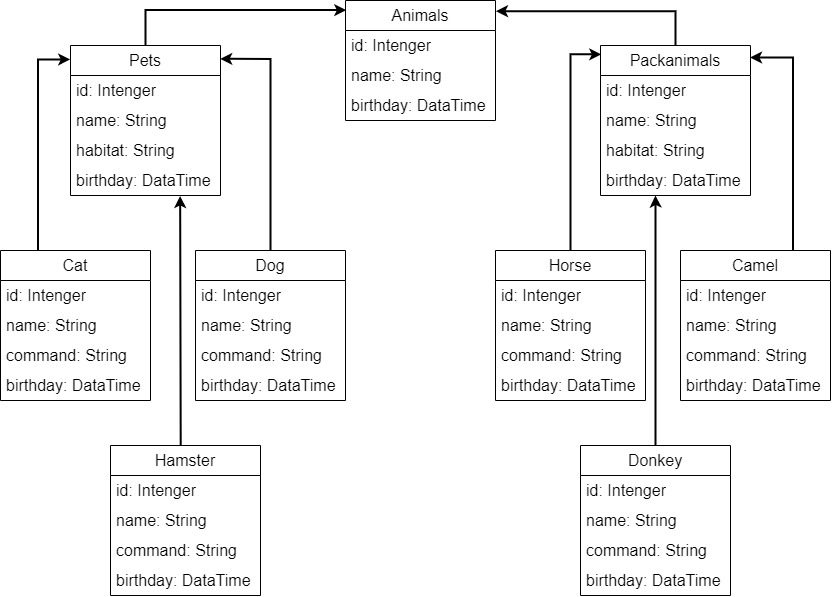 Animals
id: Intenger
name: String
birthday: DataTime
Pets
id: Intenger
name: String
habitat: String
birthday: DataTime
Packanimals
id: Intenger
name: String
habitat: String
birthday: DataTime
Cat
id: Intenger
name: String
command: String
birthday: DataTime
Dog
id: Intenger
name: String
command: String
birthday: DataTime
Horse
id: Intenger
name: String
command: String
birthday: DataTime
Camel
id: Intenger
name: String
command: String
birthday: DataTime
Hamster
id: Intenger
name: String
command: String
birthday: DataTime
Donkey
id: Intenger
name: String
command: String
birthday: DataTime